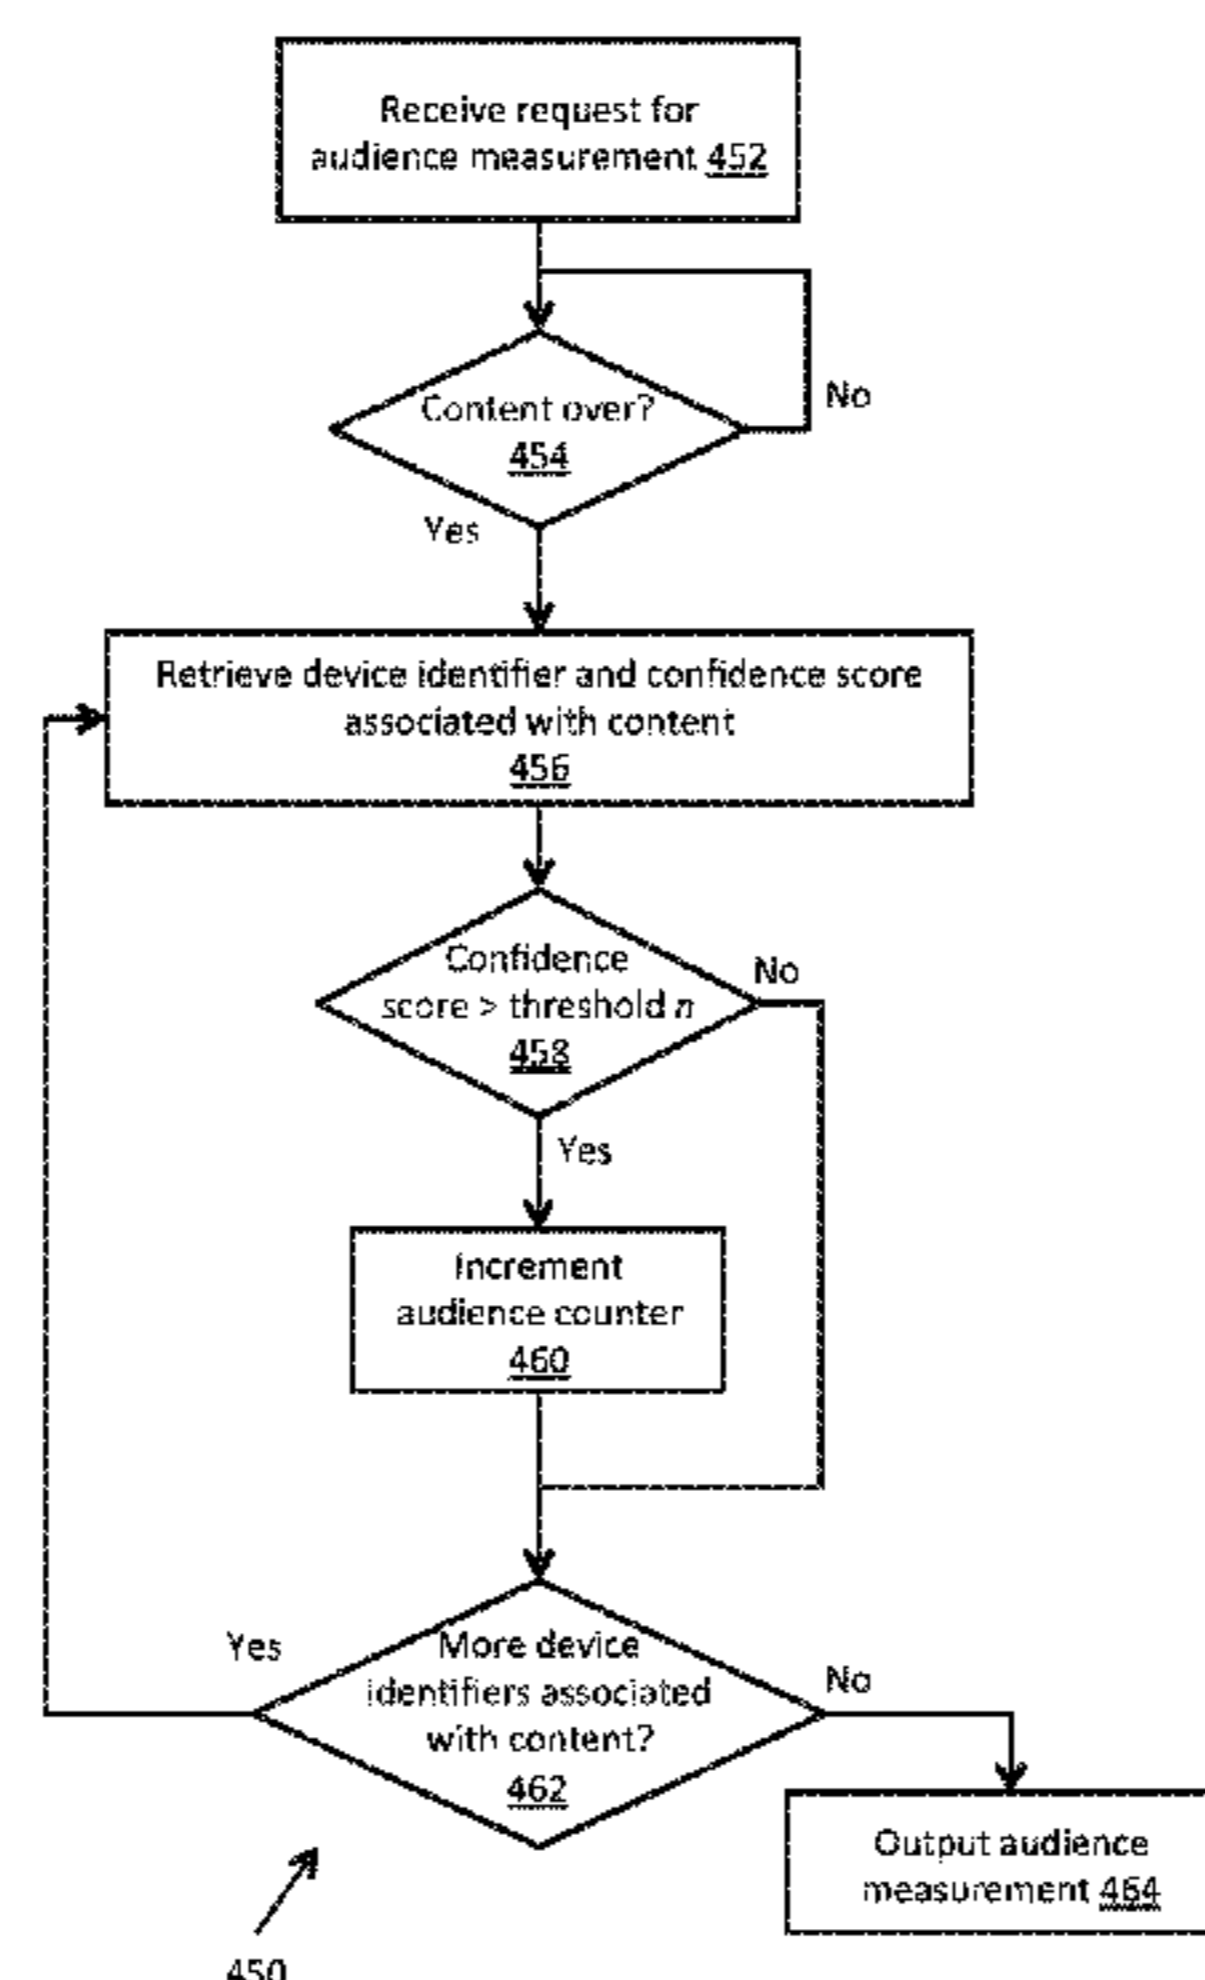 Receive request for
audience measurement 452
Content over?
454
No
Yes
Retrieve device identifier and confidence score
associated with content
456
Confidence
score > threshold n
458
No
Yes
Increment
audience counter
460
More device
identifiers associated
with content?
462
Yes
No
Output audience
measurement 464
450